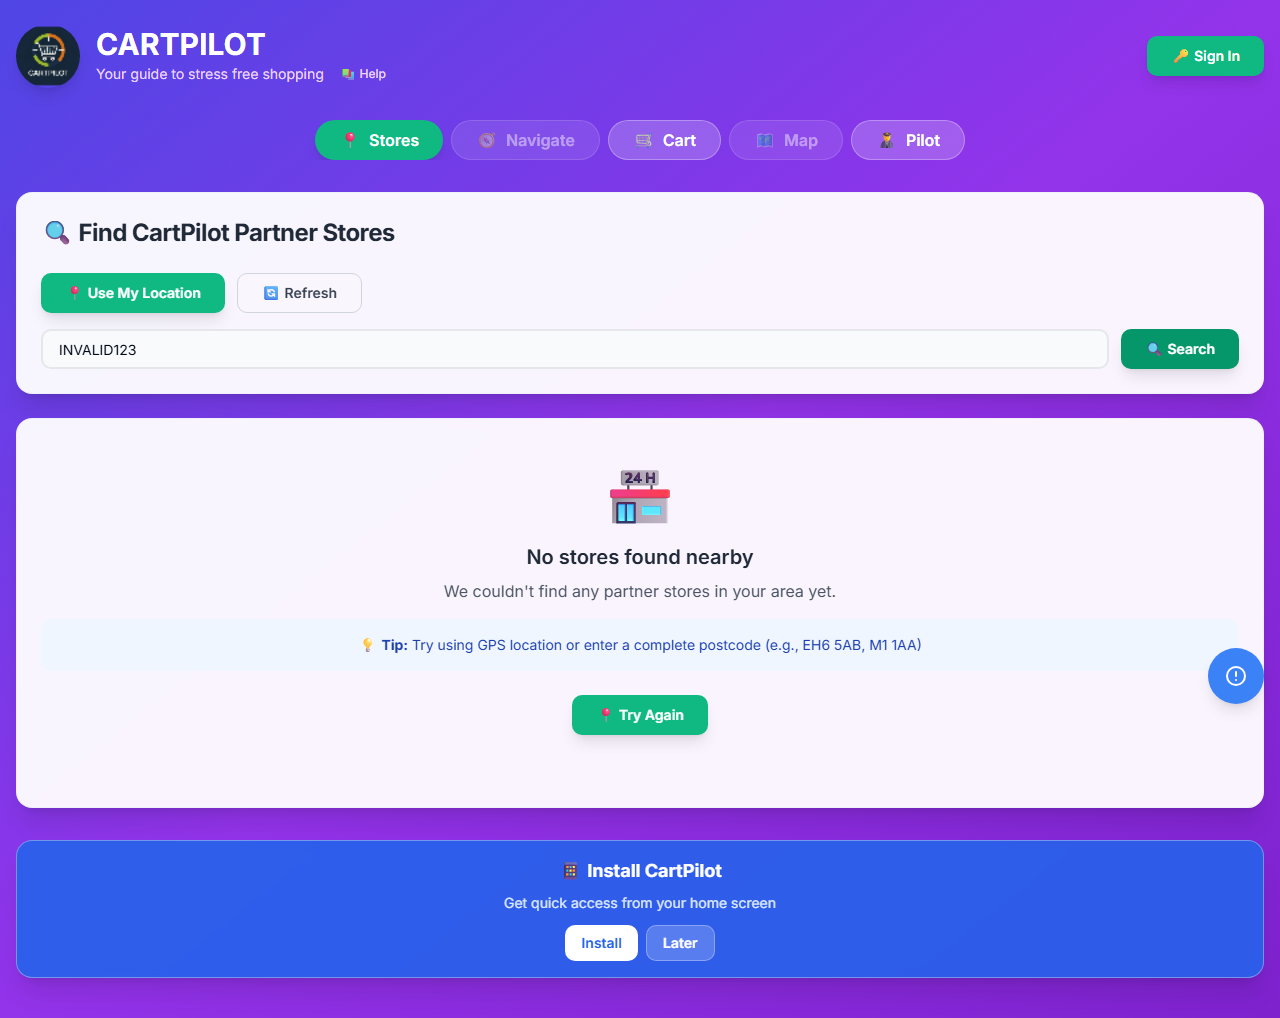 CARTPILOT
CARTPILOT
Your guide to stress free shopping
Help
Sign In
Stores
Navigate
Cart
Map
Pilot
Find CartPilot Partner Stores
Use My Location
Refresh
INVALID123
Search
24 H
No stores found nearby
We couldn't find any partner stores in your area yet.
Tip: Try using GPS location or enter a complete postcode (e.g., EH6 5AB, M1 1AA)
Try Again
Install CartPilot
Get quick access from your home screen
Install
Later